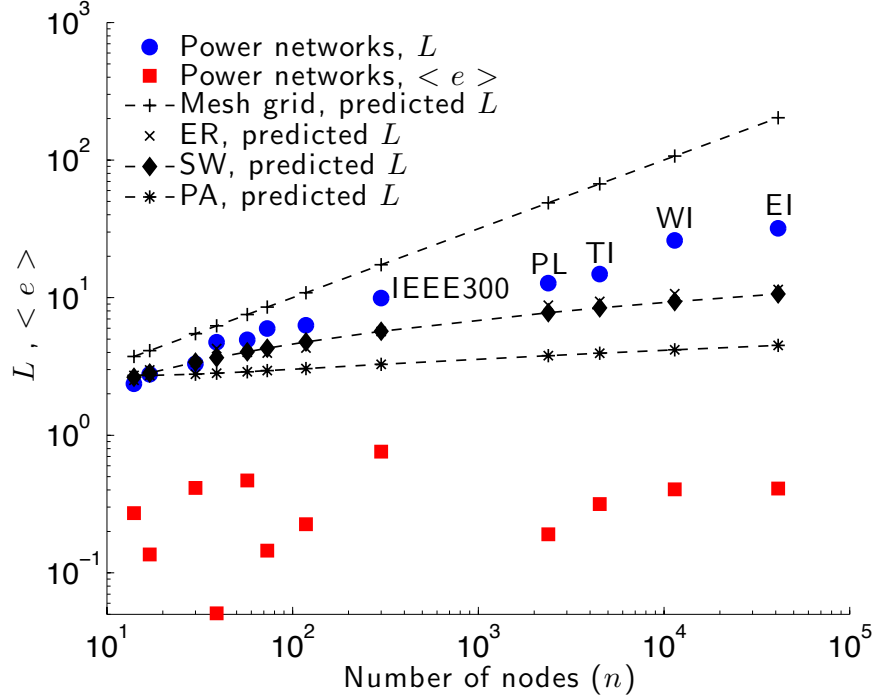 10^3
10^2
10^1
10^0
10^-1
L , < e >
Power networks, L
Power networks, < e >
Mesh grid, predicted L
ER, predicted L
SW, predicted L
PA, predicted L
IEEE300
PL
TI
WI
EI
10^1
10^2
10^3
10^4
10^5
Number of nodes (n)